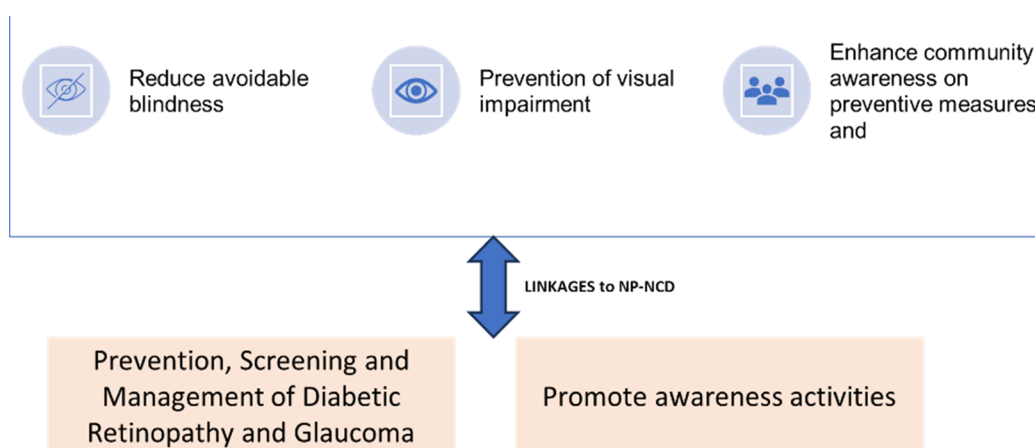 Reduce avoidable
blindness
Prevention of visual
impairment
Enhance community
awareness on
preventive measures
and
LINKAGES to NP-NCD
Prevention, Screening and
Management of Diabetic
Retinopathy and Glaucoma
Promote awareness activities